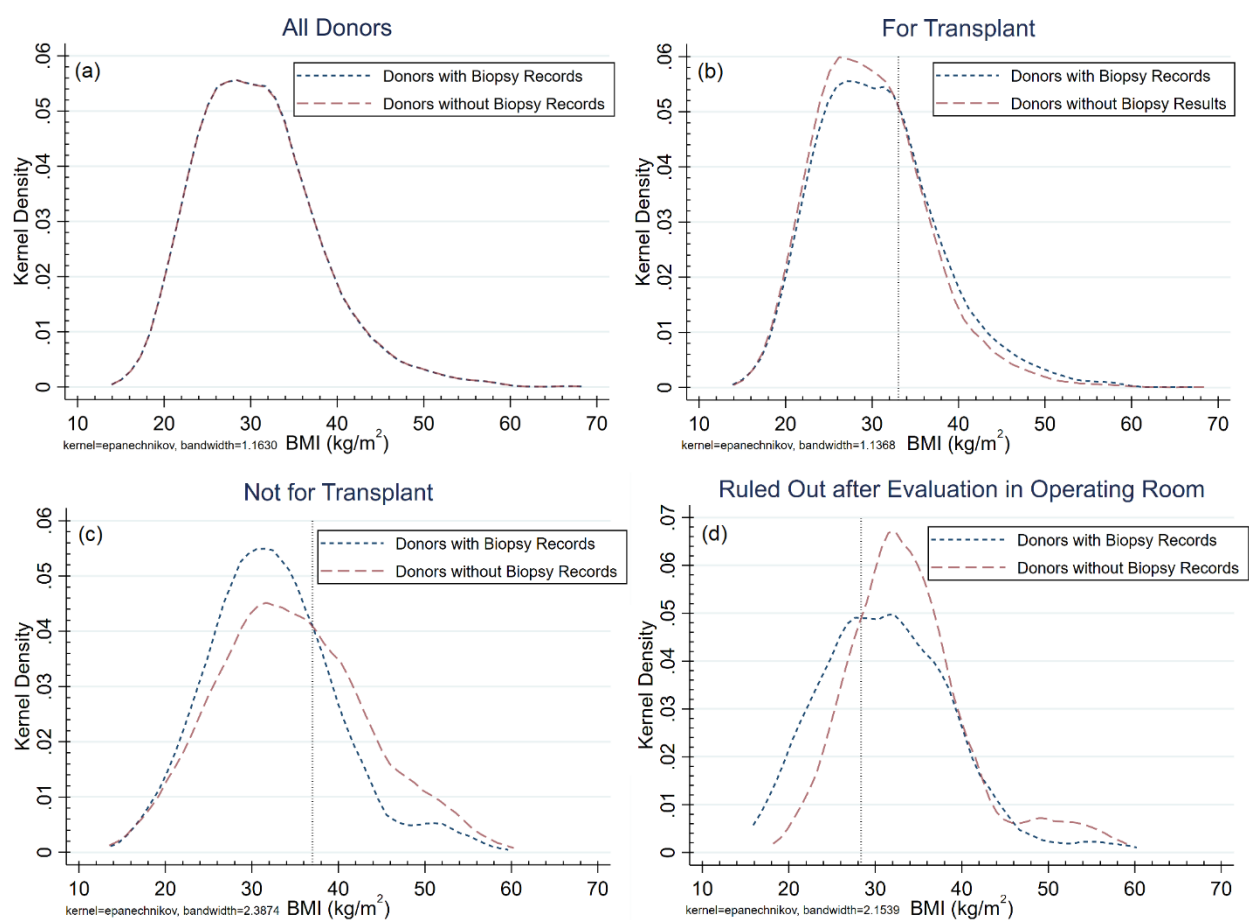 All Donors
(a)
Donors with Biopsy Records
Donors without Biopsy Records
Kernel Density
.06
.05
.04
.03
.02
.01
0
10 20 30 40 50 60 70
kernel=epanechnikov, bandwidth=1.1630
BMI (kg/m²)
For Transplant
(b)
Donors with Biopsy Records
Donors without Biopsy Results
Kernel Density
.06
.05
.04
.03
.02
.01
0
10 20 30 40 50 60 70
kernel=epanechnikov, bandwidth=1.1368
BMI (kg/m²)
Not for Transplant
(c)
Donors with Biopsy Records
Donors without Biopsy Records
Kernel Density
.06
.05
.04
.03
.02
.01
0
10 20 30 40 50 60 70
kernel=epanechnikov, bandwidth=2.3874
BMI (kg/m²)
Ruled Out after Evaluation in Operating Room
(d)
Donors with Biopsy Records
Donors without Biopsy Records
Kernel Density
.07
.06
.05
.04
.03
.02
.01
0
10 20 30 40 50 60 70
kernel=epanechnikov, bandwidth=2.1539
BMI (kg/m²)